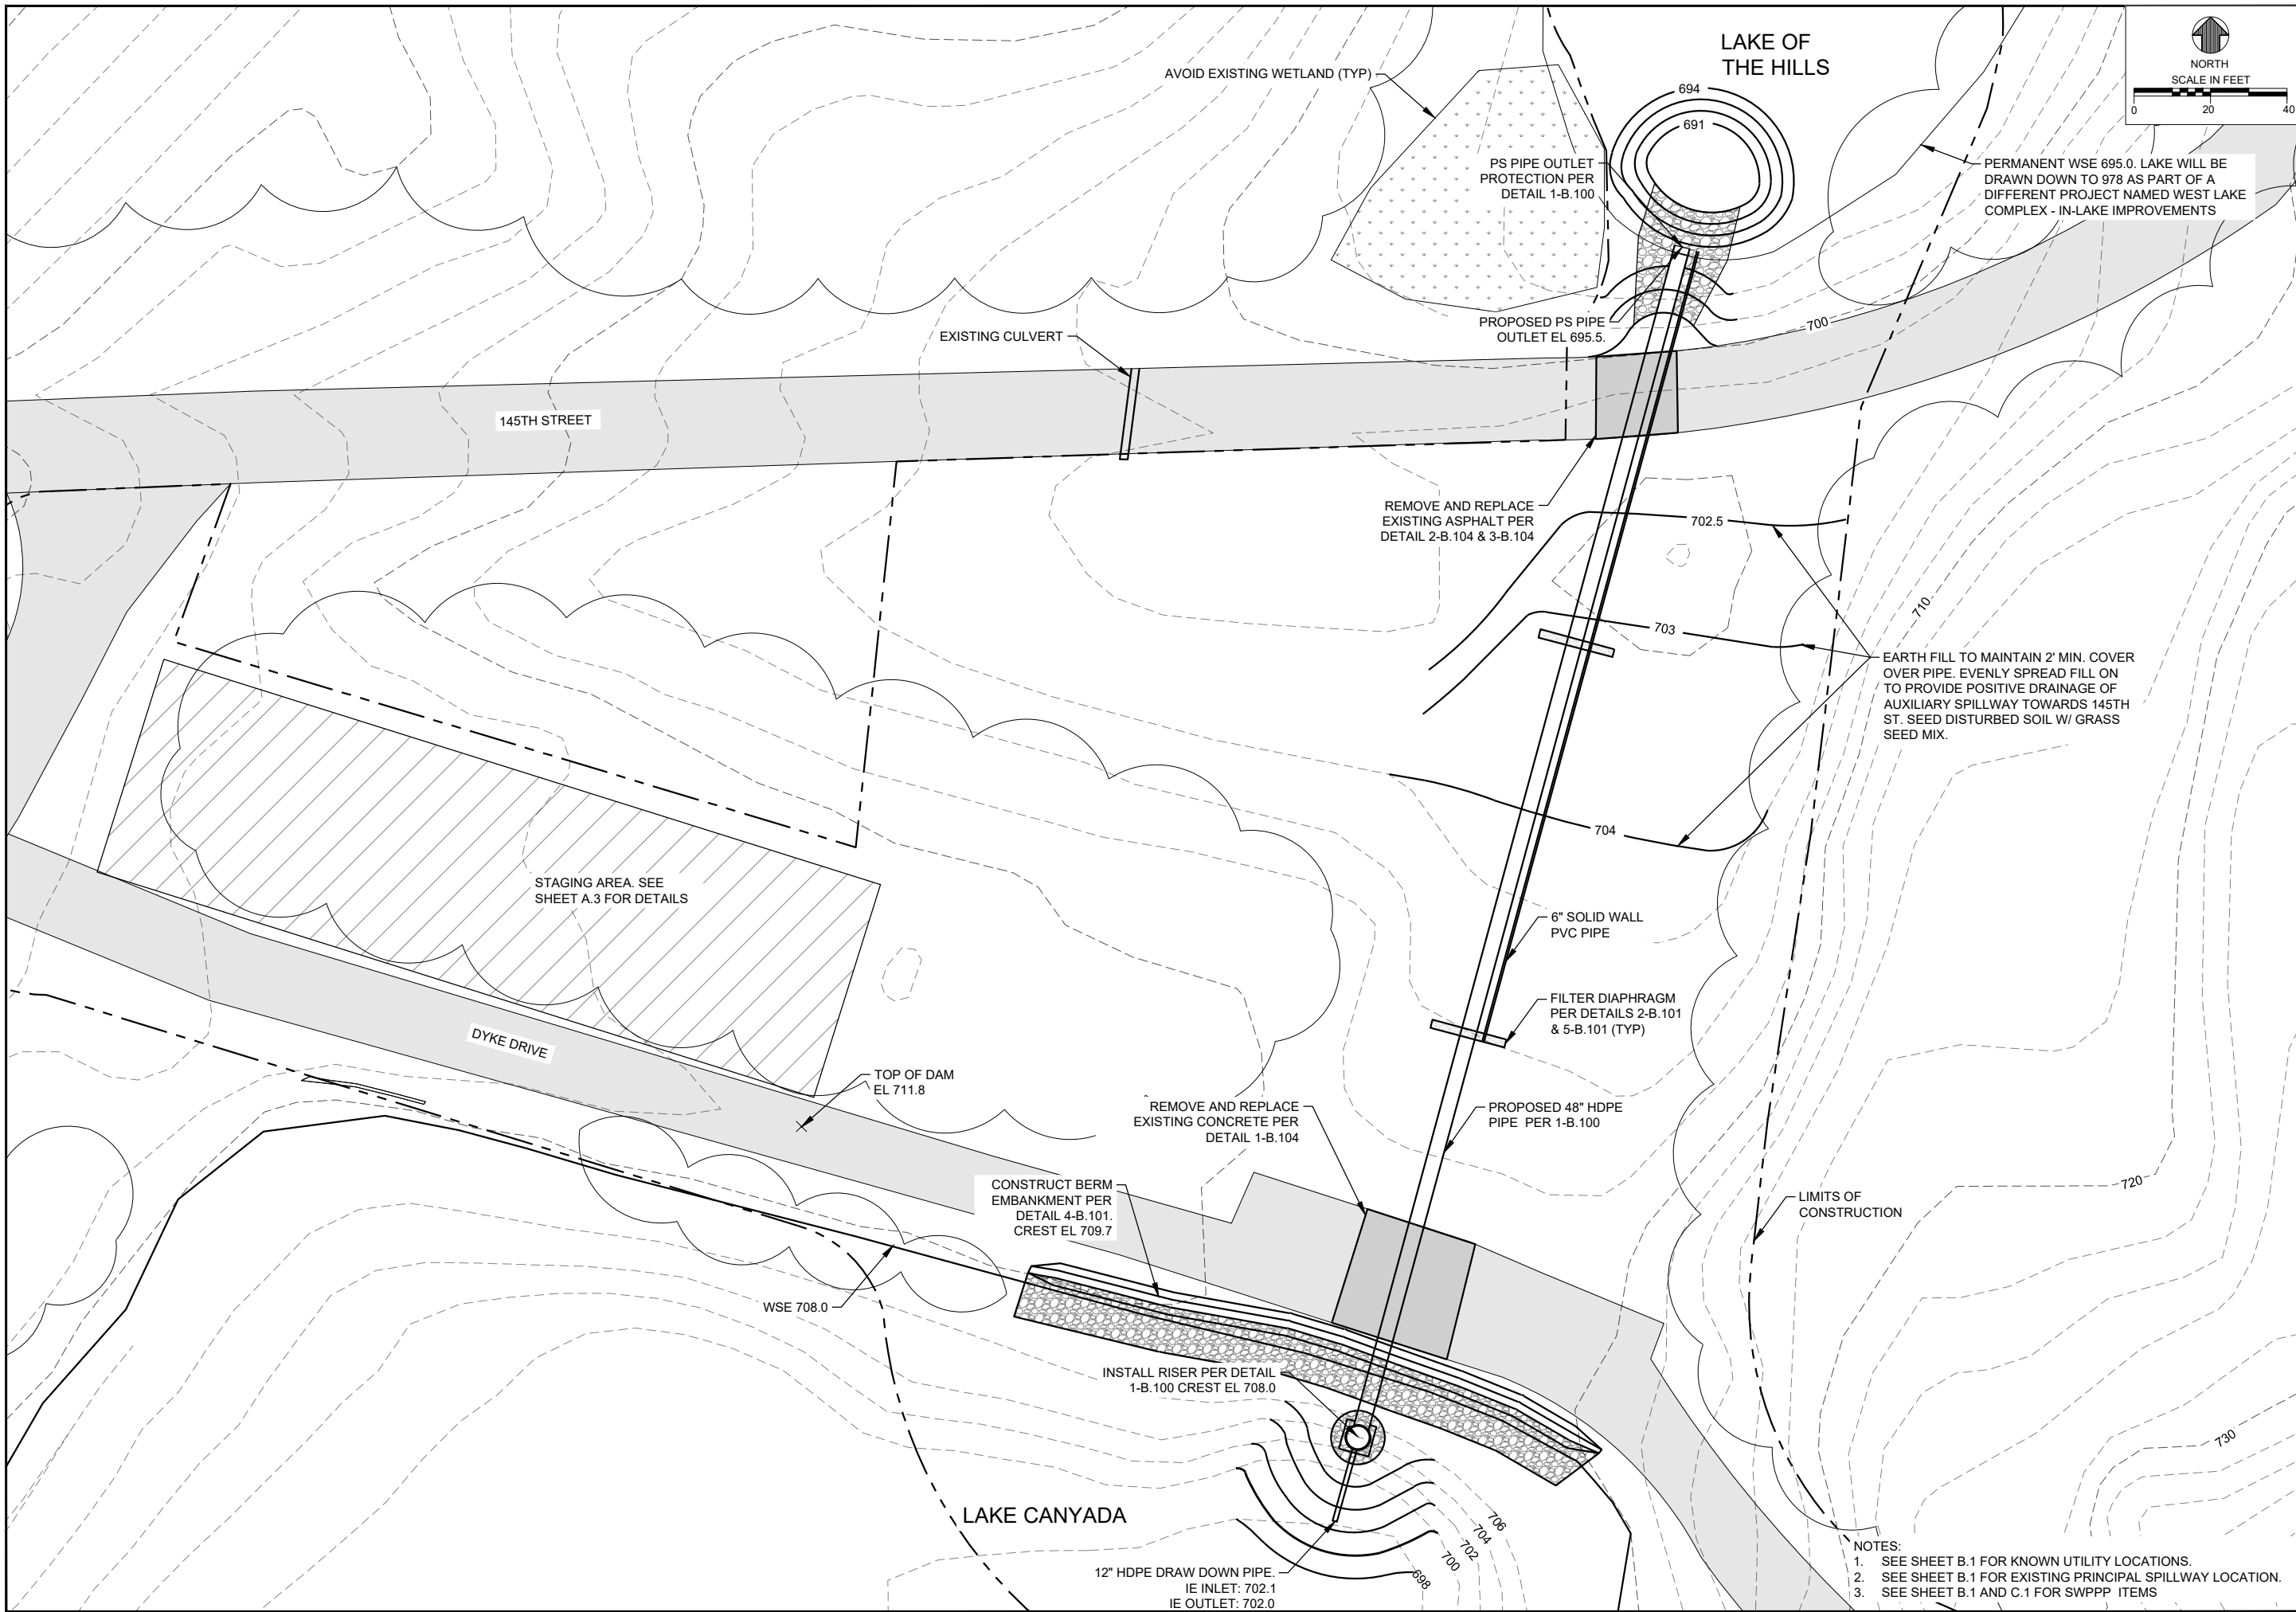 LAKE OF
THE HILLS
NORTH
SCALE IN FEET
0 20 40
AVOID EXISTING WETLAND (TYP)
694
691
PS PIPE OUTLET
PROTECTION PER
DETAIL 1-B.100
PERMANENT WSE 695.0. LAKE WILL BE
DRAWN DOWN TO 978 AS PART OF A
DIFFERENT PROJECT NAMED WEST LAKE
COMPLEX - IN-LAKE IMPROVEMENTS
PROPOSED PS PIPE
OUTLET EL 695.5.
700
EXISTING CULVERT
145TH STREET
REMOVE AND REPLACE
EXISTING ASPHALT PER
DETAIL 2-B.104 & 3-B.104
702.5
703
710
EARTH FILL TO MAINTAIN 2' MIN. COVER
OVER PIPE. EVENLY SPREAD FILL ON
TO PROVIDE POSITIVE DRAINAGE OF
AUXILIARY SPILLWAY TOWARDS 145TH
ST. SEED DISTURBED SOIL W/ GRASS
SEED MIX.
704
STAGING AREA. SEE
SHEET A.3 FOR DETAILS
6" SOLID WALL
PVC PIPE
FILTER DIAPHRAGM
PER DETAILS 2-B.101
& 5-B.101 (TYP)
DYKE DRIVE
TOP OF DAM
EL 711.8
REMOVE AND REPLACE
EXISTING CONCRETE PER
DETAIL 1-B.104
PROPOSED 48" HDPE
PIPE PER 1-B.100
CONSTRUCT BERM
EMBANKMENT PER
DETAIL 4-B.101.
CREST EL 709.7
LIMITS OF
CONSTRUCTION
720
WSE 708.0
INSTALL RISER PER DETAIL
1-B.100 CREST EL 708.0
730
LAKE CANYADA
706
704
702
700
698
12" HDPE DRAW DOWN PIPE.
IE INLET: 702.1
IE OUTLET: 702.0
NOTES:
1. SEE SHEET B.1 FOR KNOWN UTILITY LOCATIONS.
2. SEE SHEET B.1 FOR EXISTING PRINCIPAL SPILLWAY LOCATION.
3. SEE SHEET B.1 AND C.1 FOR SWPPP ITEMS